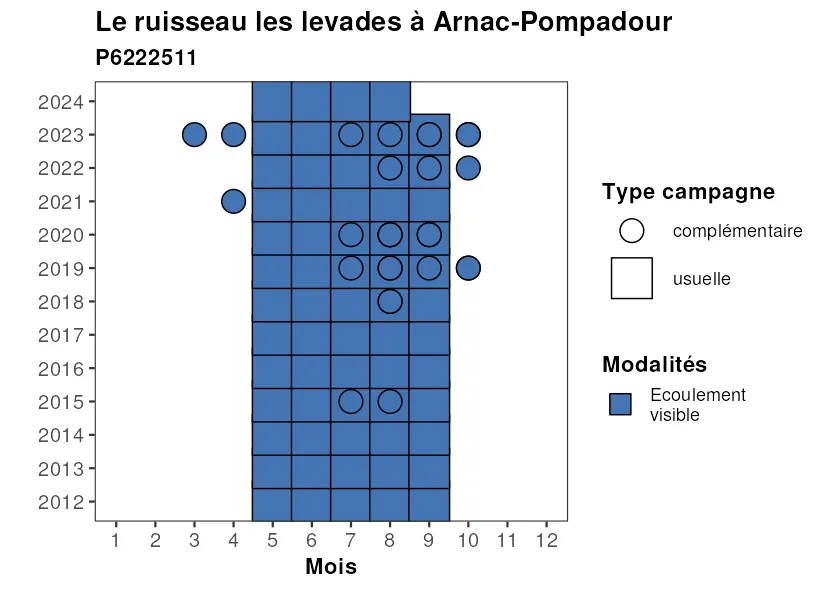 Le ruisseau les levades à Arnac-Pompadour
P6222511
2024
2023
2022
2021
2020
2019
2018
2017
2016
2015
2014
2013
2012
1 2 3 4 5 6 7 8 9 10 11 12
Mois
Type campagne
complémentaire
usuelle
Modalités
Ecoulement
visible